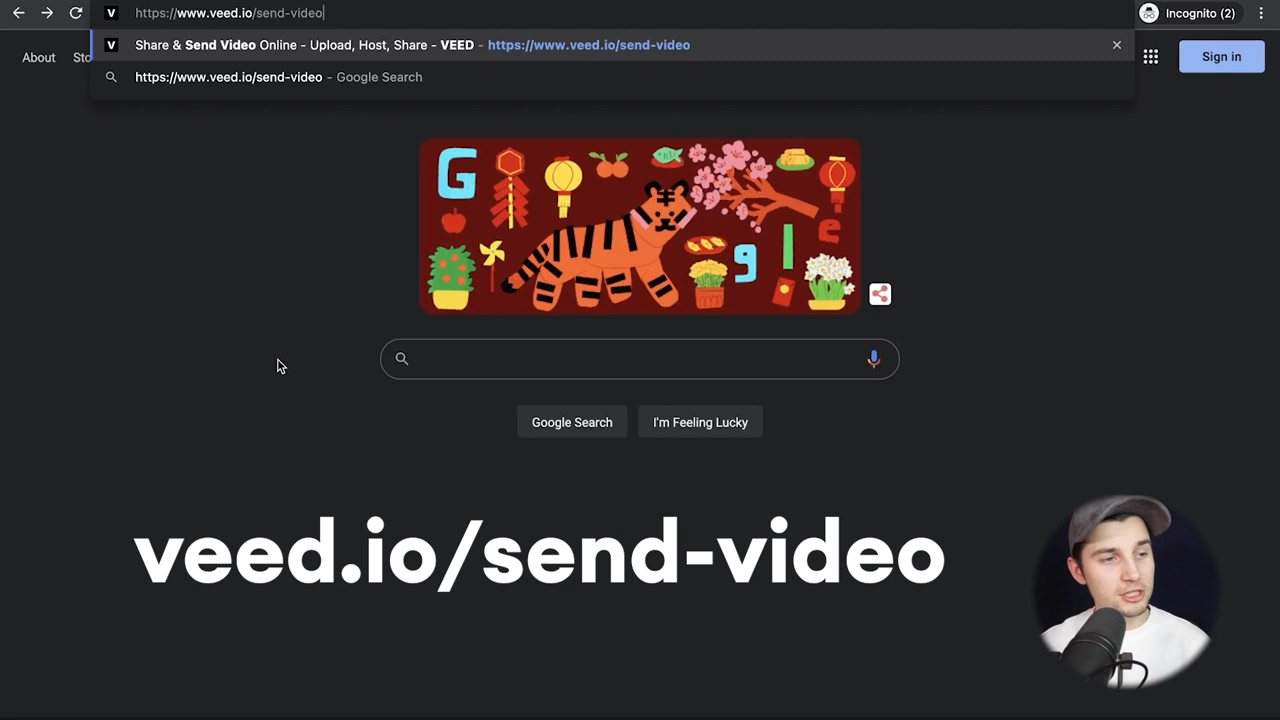 V
https://www.veed.io/send-video
Incognito (2)
V
Share & Send Video Online - Upload, Host, Share - VEED - https://www.veed.io/send-video
https://www.veed.io/send-video - Google Search
About
Sto
Sign in
G
g
l
e
Google Search
I'm Feeling Lucky
veed.io/send-video